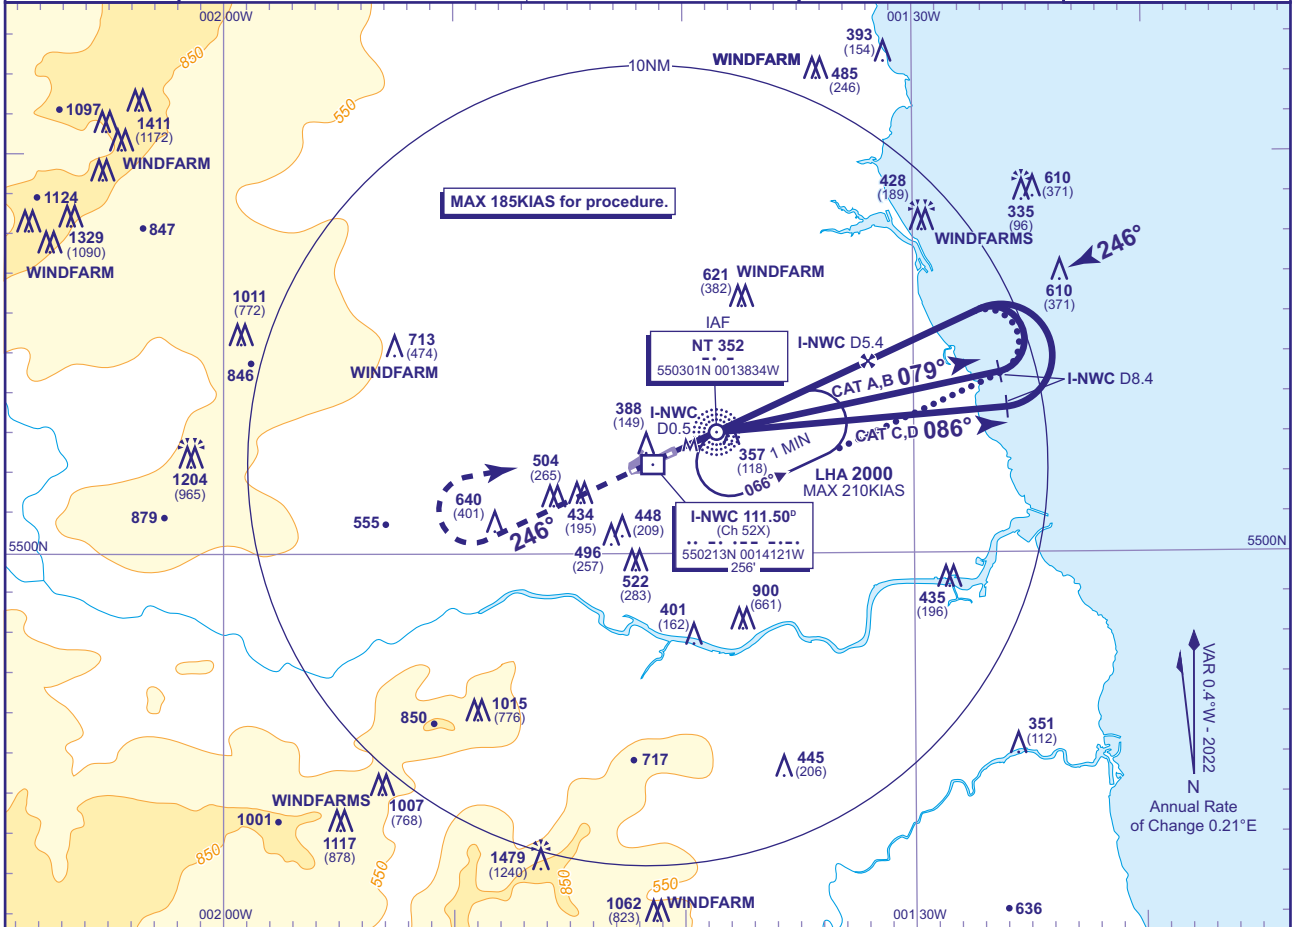 002 00W
001 30W
10NM
850
550
WINDFARM
393
(154)
485
(246)
1097
1411
(1172)
WINDFARM
1124
847
1329
(1090)
WINDFARM
MAX 185KIAS for procedure.
428
(189)
WINDFARMS
610
(371)
335
(96)
246°
610
(371)
621
(382)
WINDFARM
1011
(772)
846
713
(474)
WINDFARM
IAF
NT 352
550301N 0013834W
I-NWC D5.4
CAT A,B 079°
I-NWC D8.4
CAT C,D 086°
388
(149)
I-NWC
D0.5
M
357
(118)
1 MIN
066°
LHA 2000
MAX 210KIAS
1204
(965)
879
555
504
(265)
640
(401)
434
(195)
246°
448
(209)
496
(257)
522
(283)
I-NWC 111.50ᴰ
(Ch 52X)
550213N 0014121W
256'
5500N
5500N
401
(162)
900
(661)
435
(196)
VAR 0.4°W - 2022
N
Annual Rate
of Change 0.21°E
850
1015
(776)
717
445
(206)
351
(112)
WINDFARMS
1007
(768)
1001
1117
(878)
850
550
1479
(1240)
850
550
1062
(823)
WINDFARM
636
002 00W
001 30W